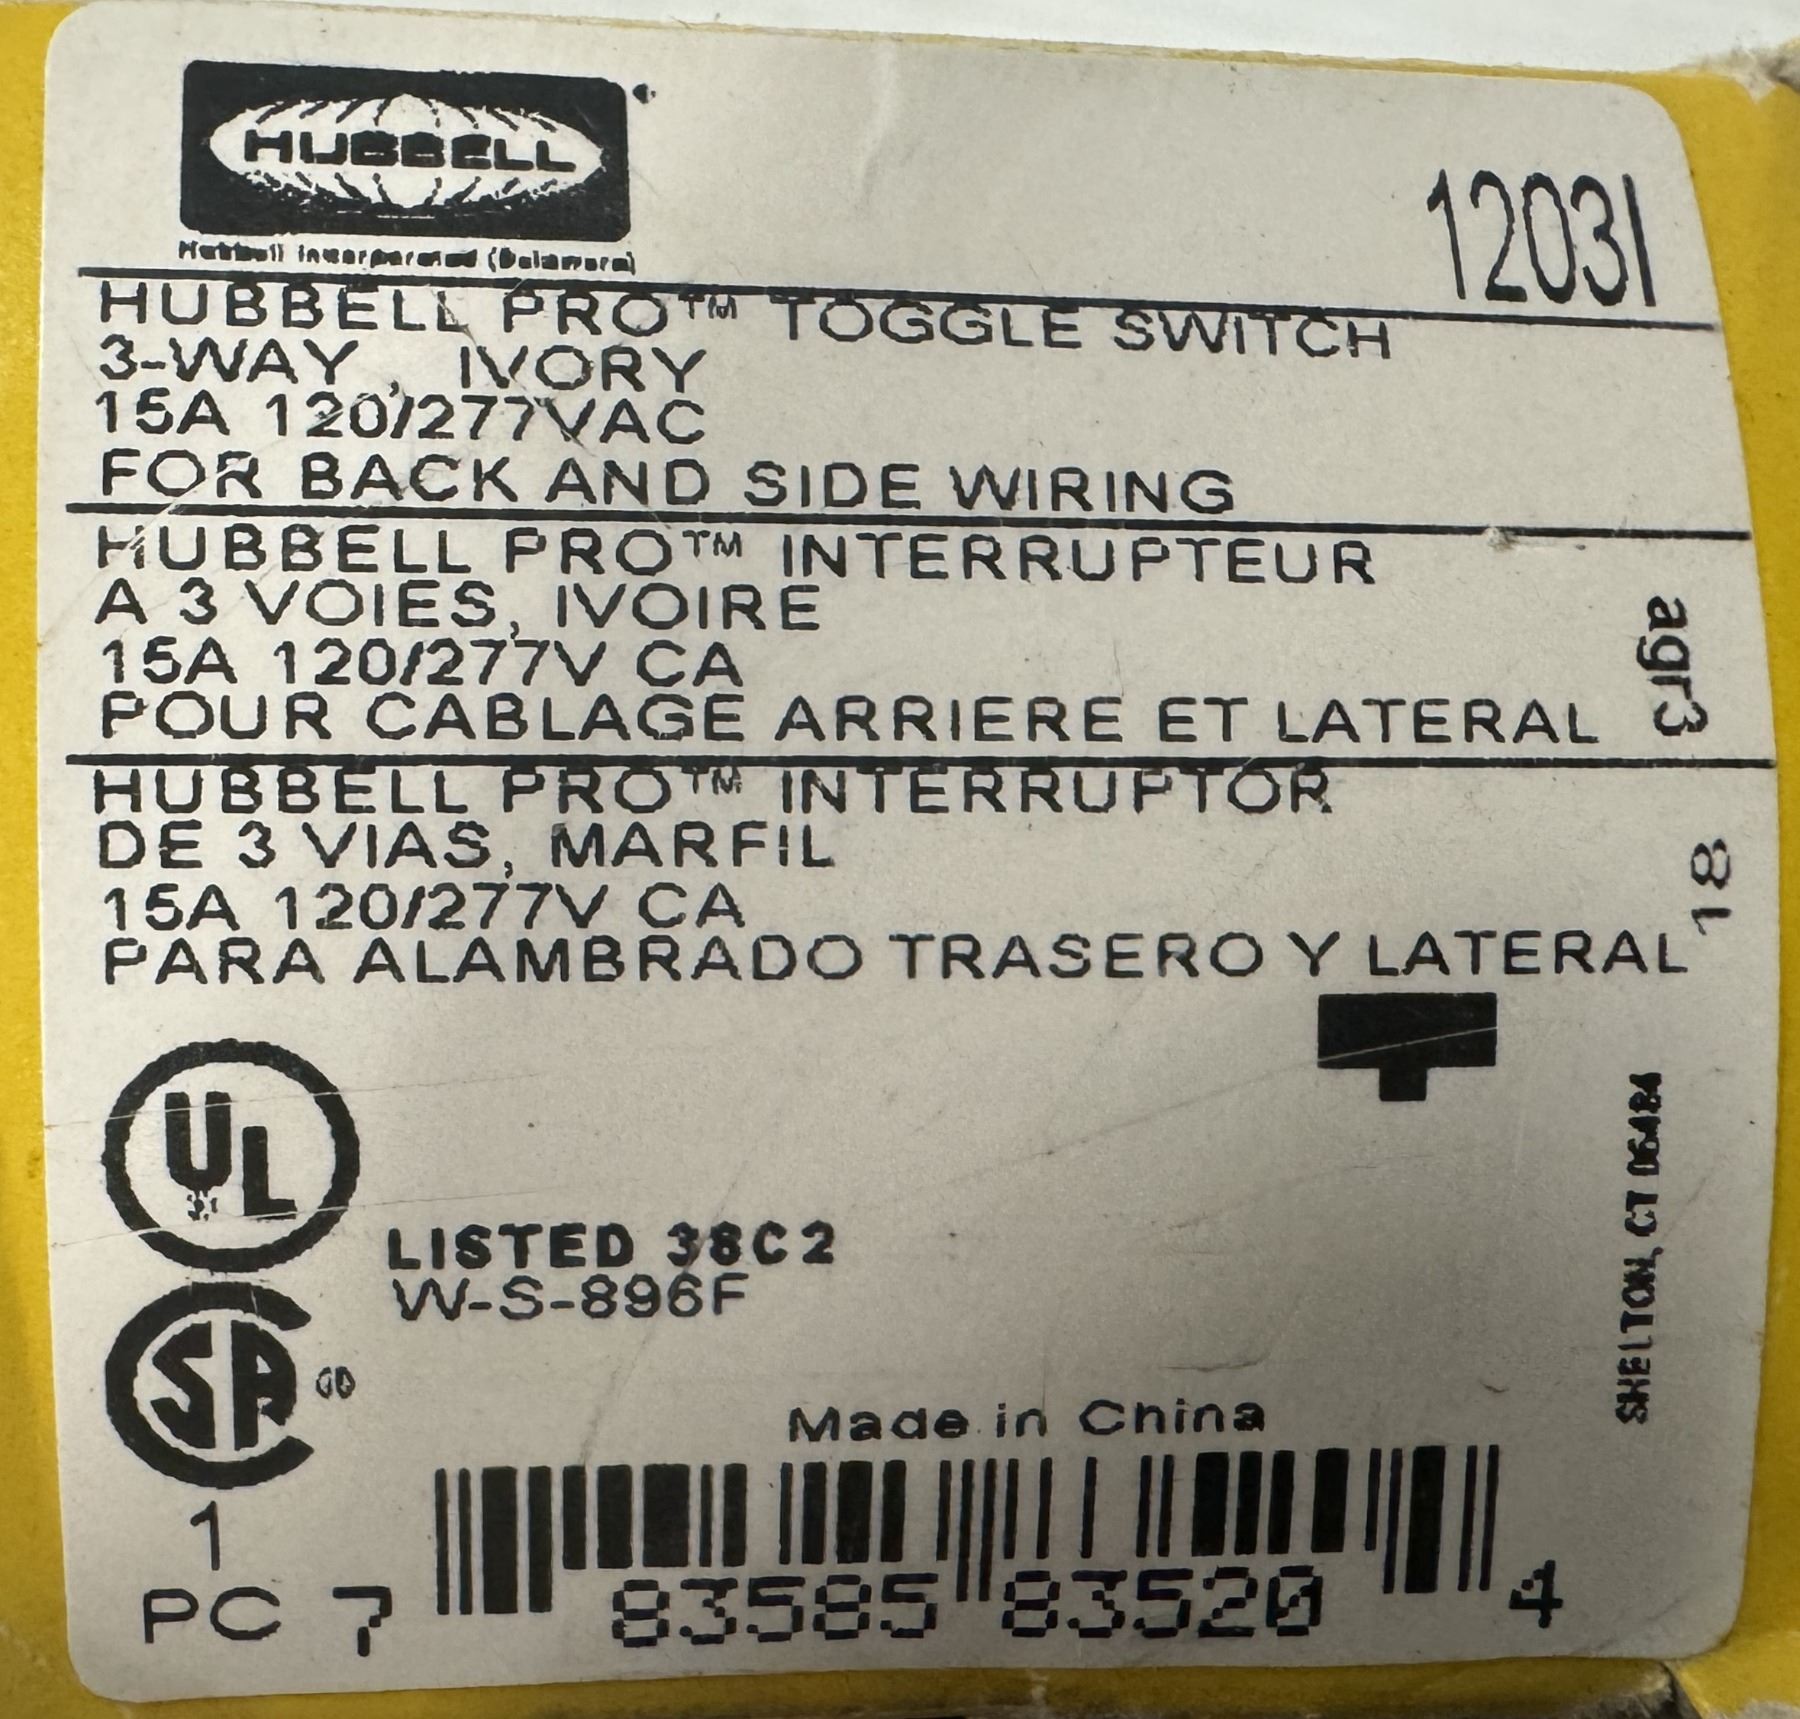 HUBBELL
Hubbell Incorporated (Delaware)
1203I
HUBBELL PRO™ TOGGLE SWITCH
3-WAY , IVORY
15A 120/277VAC
FOR BACK AND SIDE WIRING
HUBBELL PRO™ INTERRUPTEUR
A 3 VOIES, IVOIRE
15A 120/277V CA
POUR CABLAGE ARRIERE ET LATERAL
agr3
HUBBELL PRO™ INTERRUPTOR
DE 3 VIAS, MARFIL
15A 120/277V CA
PARA ALAMBRADO TRASERO Y LATERAL
18
UL
LISTED 38C2
W-S-896F
SA
SHELTON, CT 06484
Made in China
1
PC
7 83585 83520 4